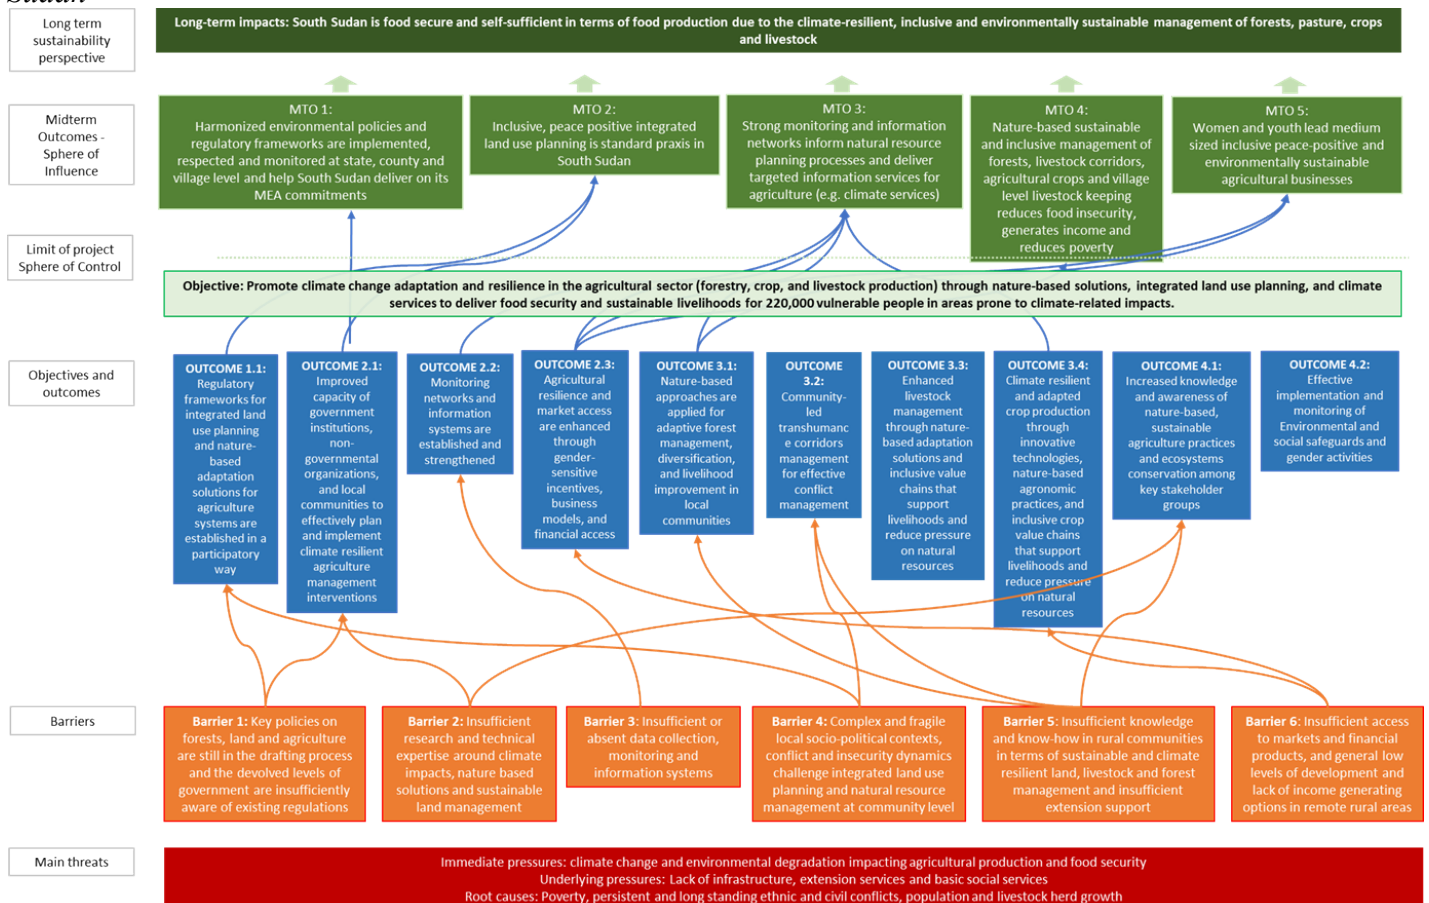 Sudan
Long term
sustainability
perspective
Long-term impacts: South Sudan is food secure and self-sufficient in terms of food production due to the climate-resilient, inclusive and environmentally sustainable management of forests, pasture, crops
and livestock
Midterm
Outcomes -
Sphere of
Influence
MTO 1:
Harmonized environmental policies and
regulatory frameworks are implemented,
respected and monitored at state, county and
village level and help South Sudan deliver on its
MEA commitments
MTO 2:
Inclusive, peace positive integrated
land use planning is standard praxis in
South Sudan
MTO 3:
Strong monitoring and information
networks inform natural resource
planning processes and deliver
targeted information services for
agriculture (e.g. climate services)
MTO 4:
Nature-based sustainable
and inclusive management of
forests, livestock corridors,
agricultural crops and village
level livestock keeping
reduces food insecurity,
generates income and
reduces poverty
MTO 5:
Women and youth lead medium
sized inclusive peace-positive and
environmentally sustainable
agricultural businesses
Limit of project
Sphere of Control
Objective: Promote climate change adaptation and resilience in the agricultural sector (forestry, crop, and livestock production) through nature-based solutions, integrated land use planning, and climate
services to deliver food security and sustainable livelihoods for 220,000 vulnerable people in areas prone to climate-related impacts.
Objectives and
outcomes
OUTCOME 1.1:
Regulatory
frameworks for
integrated land
use planning
and nature-
based
adaptation
solutions for
agriculture
systems are
established in a
participatory
way
OUTCOME 2.1:
Improved
capacity of
government
institutions,
non-
governmental
organizations,
and local
communities to
effectively plan
and implement
climate resilient
agriculture
management
interventions
OUTCOME 2.2:
Monitoring
networks and
information
systems are
established and
strengthened
OUTCOME 2.3:
Agricultural
resilience and
market access
are enhanced
through
gender-
sensitive
incentives,
business
models, and
financial access
OUTCOME 3.1:
Nature-based
approaches are
applied for
adaptive forest
management,
diversification,
and livelihood
improvement in
local
communities
OUTCOME
3.2:
Community-
led
transhumanc
e corridors
management
for effective
conflict
management
OUTCOME 3.3:
Enhanced
livestock
management
through nature-
based adaptation
solutions and
inclusive value
chains that
support
livelihoods and
reduce pressure
on natural
resources
OUTCOME 3.4:
Climate resilient
and adapted
crop production
through
innovative
technologies,
nature-based
agronomic
practices, and
inclusive crop
value chains
that support
livelihoods and
reduce pressure
on natural
resources
OUTCOME 4.1:
Increased knowledge
and awareness of
nature-based,
sustainable
agriculture practices
and ecosystems
conservation among
key stakeholder
groups
OUTCOME 4.2:
Effective
implementation and
monitoring of
Environmental and
social safeguards and
gender activities
Barriers
Barrier 1: Key policies on
forests, land and agriculture
are still in the drafting process
and the devolved levels of
government are insufficiently
aware of existing regulations
Barrier 2: Insufficient
research and technical
expertise around climate
impacts, nature based
solutions and sustainable
land management
Barrier 3: Insufficient or
absent data collection,
monitoring and
information systems
Barrier 4: Complex and fragile
local socio-political contexts,
conflict and insecurity dynamics
challenge integrated land use
planning and natural resource
management at community level
Barrier 5: Insufficient knowledge
and know-how in rural communities
in terms of sustainable and climate
resilient land, livestock and forest
management and insufficient
extension support
Barrier 6: Insufficient access
to markets and financial
products, and general low
levels of development and
lack of income generating
options in remote rural areas
Main threats
Immediate pressures: climate change and environmental degradation impacting agricultural production and food security
Underlying pressures: Lack of infrastructure, extension services and basic social services
Root causes: Poverty, persistent and long standing ethnic and civil conflicts, population and livestock herd growth